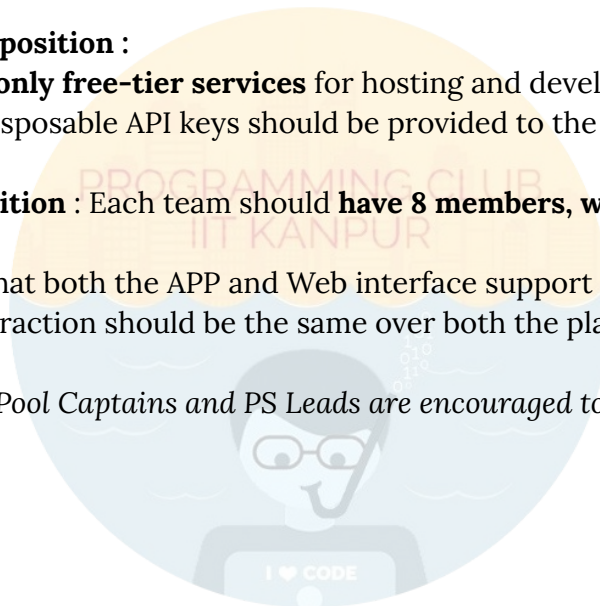 position :
only free-tier services for hosting and devel
sposable API keys should be provided to the
PROGRAMMING CLUB
ition : Each team should have 8 members, w
IIT KANPUR
hat both the APP and Web interface support
raction should be the same over both the pla
Pool Captains and PS Leads are encouraged to
I ♥ CODE